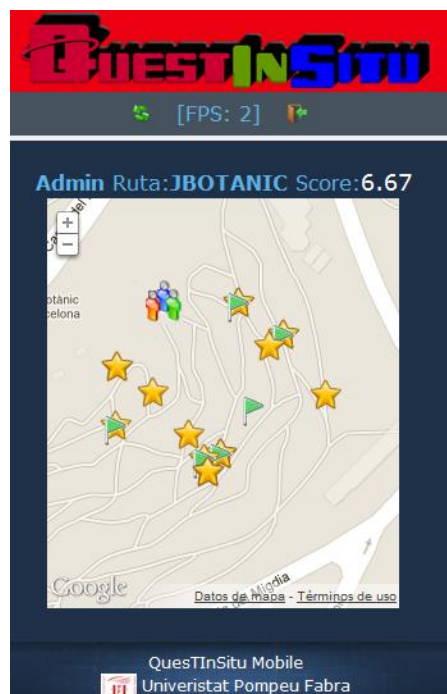 QUESTINSITU
[FPS: 2]
Admin Ruta:JBOTANIC Score:6.67
+
−
otànic
celona
Google
Datos de mapa - Términos de uso
QuesTInSitu Mobile
Univeristat Pompeu Fabra